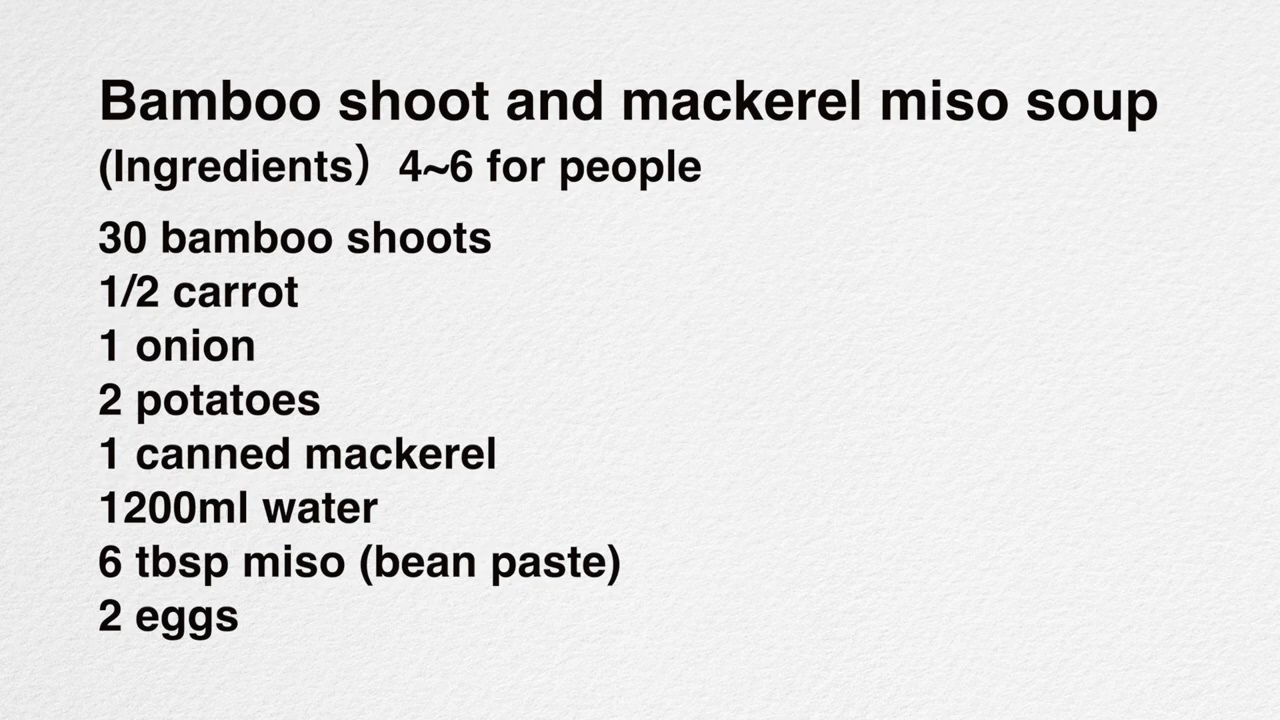 Bamboo shoot and mackerel miso soup
(Ingredients） 4~6 for people
30 bamboo shoots
1/2 carrot
1 onion
2 potatoes
1 canned mackerel
1200ml water
6 tbsp miso (bean paste)
2 eggs